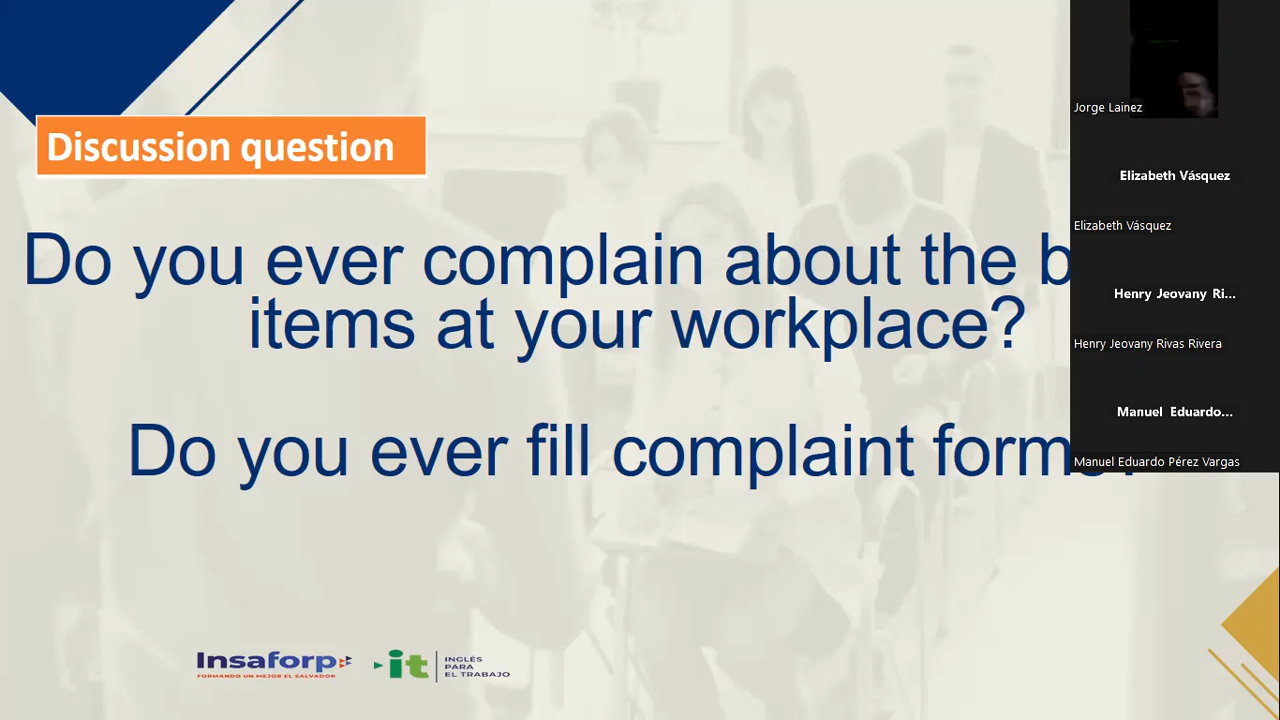 Discussion question
Do you ever complain about the
items at your workplace?
Do you ever fill complaint
Insaforp
FORMANDO UN MEJOR EL SALVADOR
it
INGLÉS
PARA
EL TRABAJO
Jorge Lainez
Elizabeth Vásquez
Elizabeth Vásquez
Henry Jeovany Ri...
Henry Jeovany Rivas Rivera
Manuel Eduardo...
Manuel Eduardo Pérez Vargas